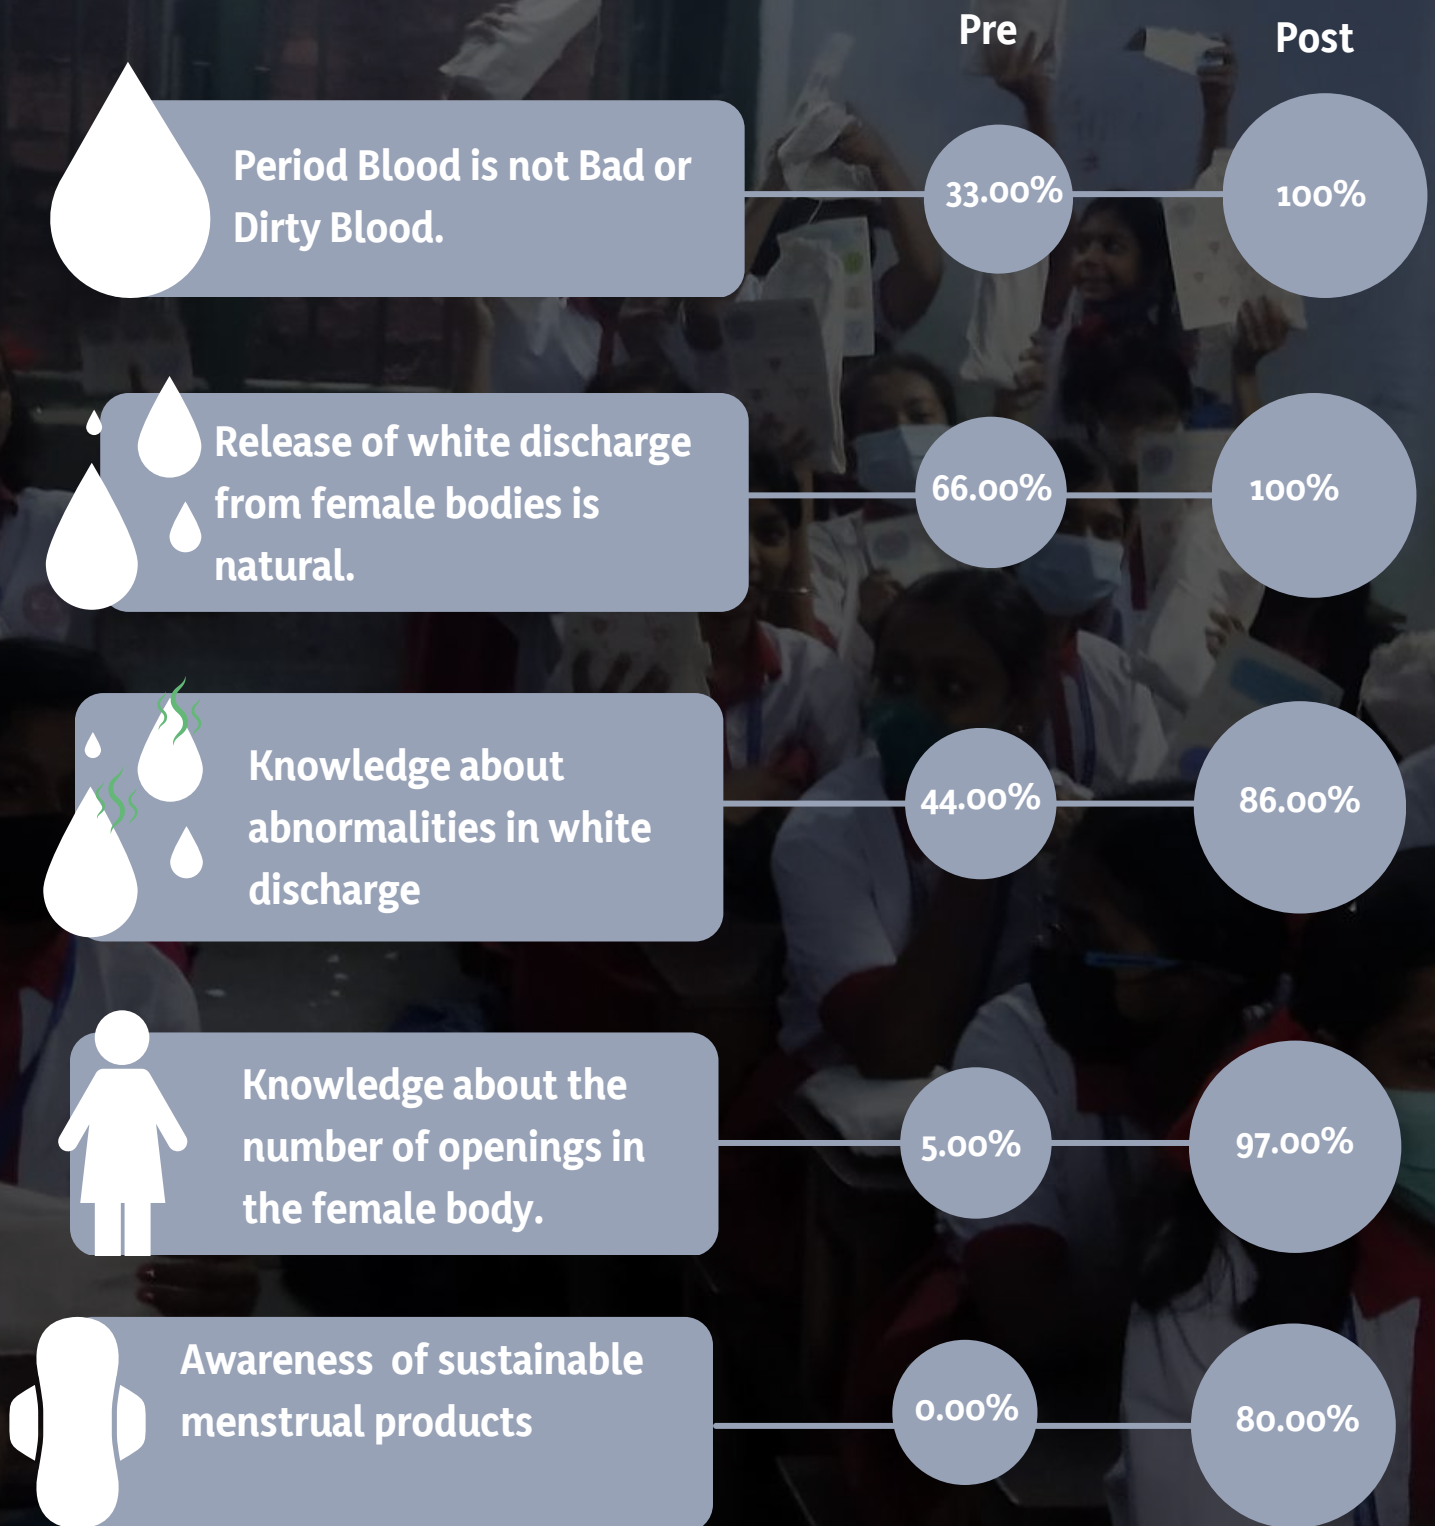 Pre
Post
Period Blood is not Bad or
Dirty Blood.
33.00%
100%
Release of white discharge
from female bodies is
natural.
66.00%
100%
Knowledge about
abnormalities in white
discharge
44.00%
86.00%
Knowledge about the
number of openings in
the female body.
5.00%
97.00%
Awareness of sustainable
menstrual products
0.00%
80.00%